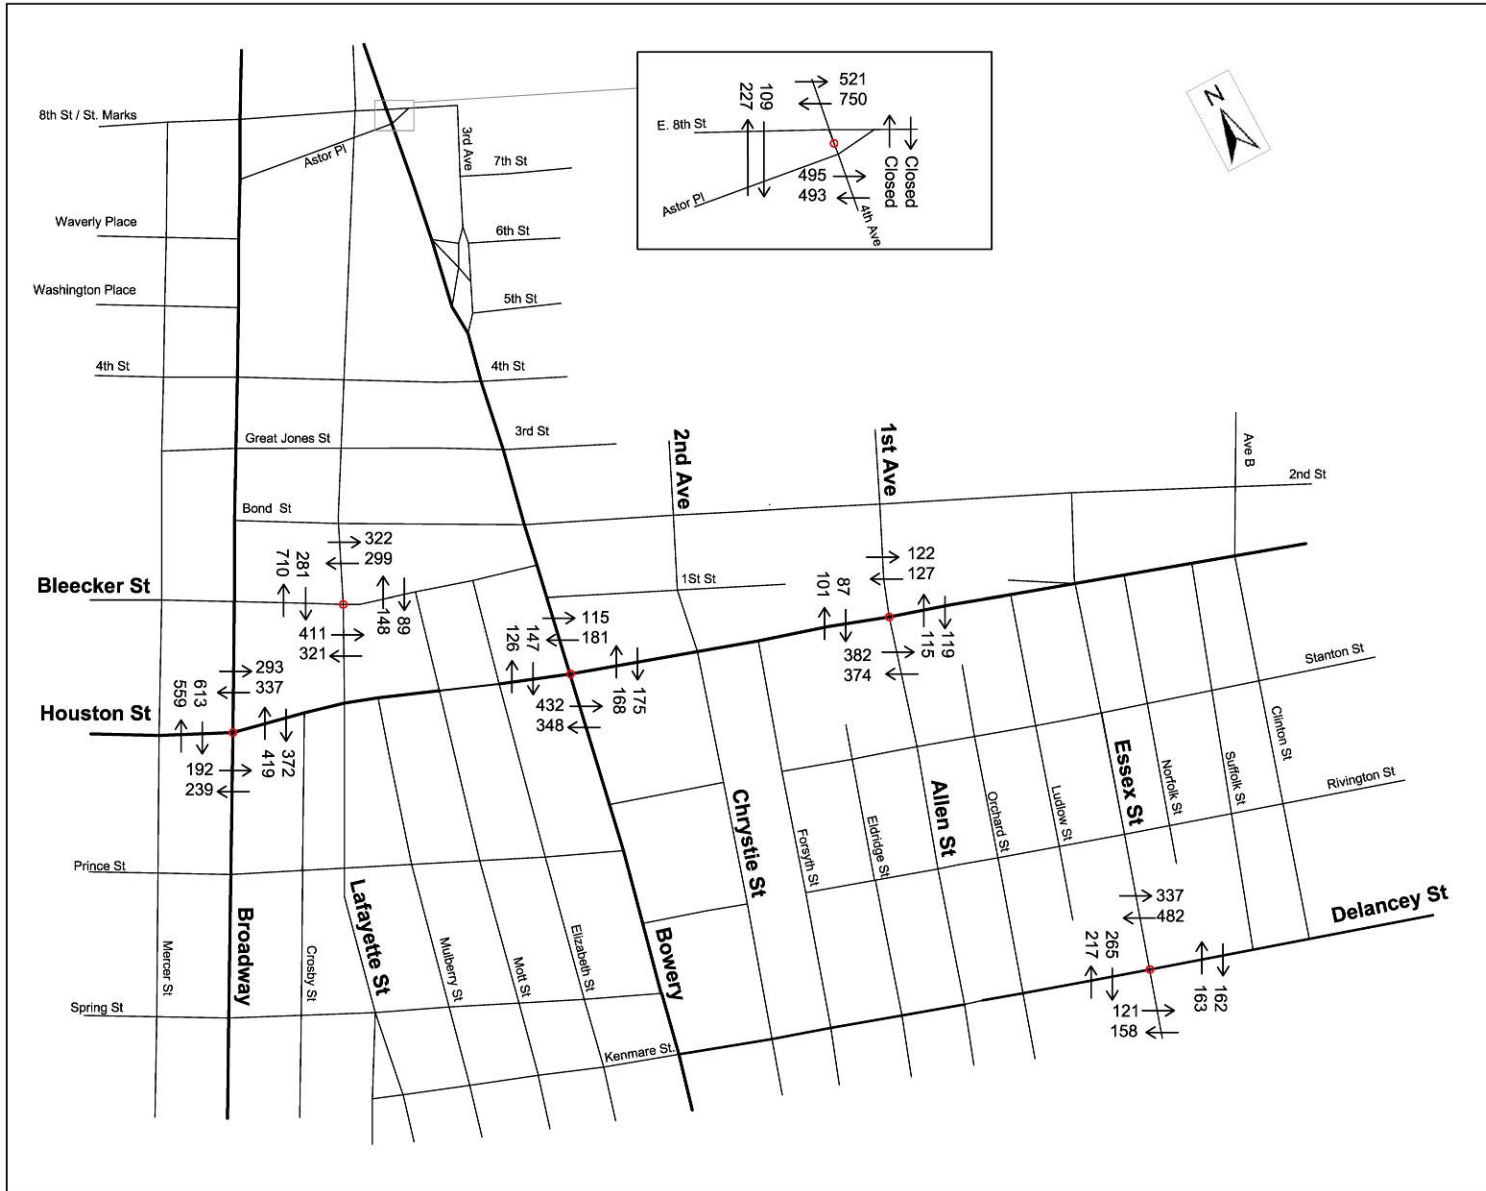 8th St / St. Marks
Astor Pl
3rd Ave
7th St
Waverly Place
6th St
Washington Place
5th St
4th St
4th St
Great Jones St
3rd St
Bond St
2nd Ave
1st Ave
Ave B
2nd St
1St St
Bleecker St
Houston St
521
750
109
227
E. 8th St
Closed
Closed
495
493
Astor Pl
4th Ave
N
322
299
281
710
148
89
411
321
293
337
613
559
419
372
192
239
115
181
147
126
168
175
432
348
122
127
87
101
115
119
382
374
Stanton St
Rivington St
Prince St
Spring St
Kenmare St.
Mercer St
Broadway
Crosby St
Lafayette St
Mulberry St
Mott St
Elizabeth St
Bowery
Chrystie St
Forsyth St
Eldridge St
Allen St
Orchard St
Ludlow St
Essex St
Norfolk St
Suffolk St
Clinton St
337
482
265
217
163
162
121
158
Delancey St